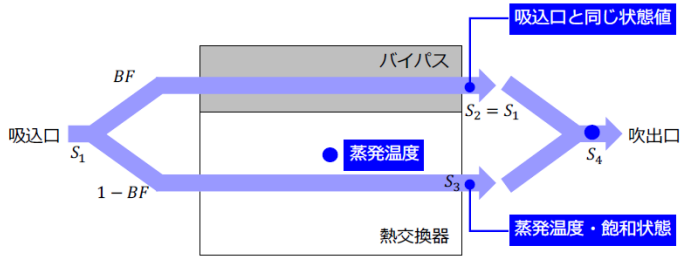 吸込口と同じ状態値
バイパス
BF
S₂ = S₁
吸込口
S₁
蒸発温度
吹出口
S₄
1 − BF
S₃
熱交換器
蒸発温度・飽和状態